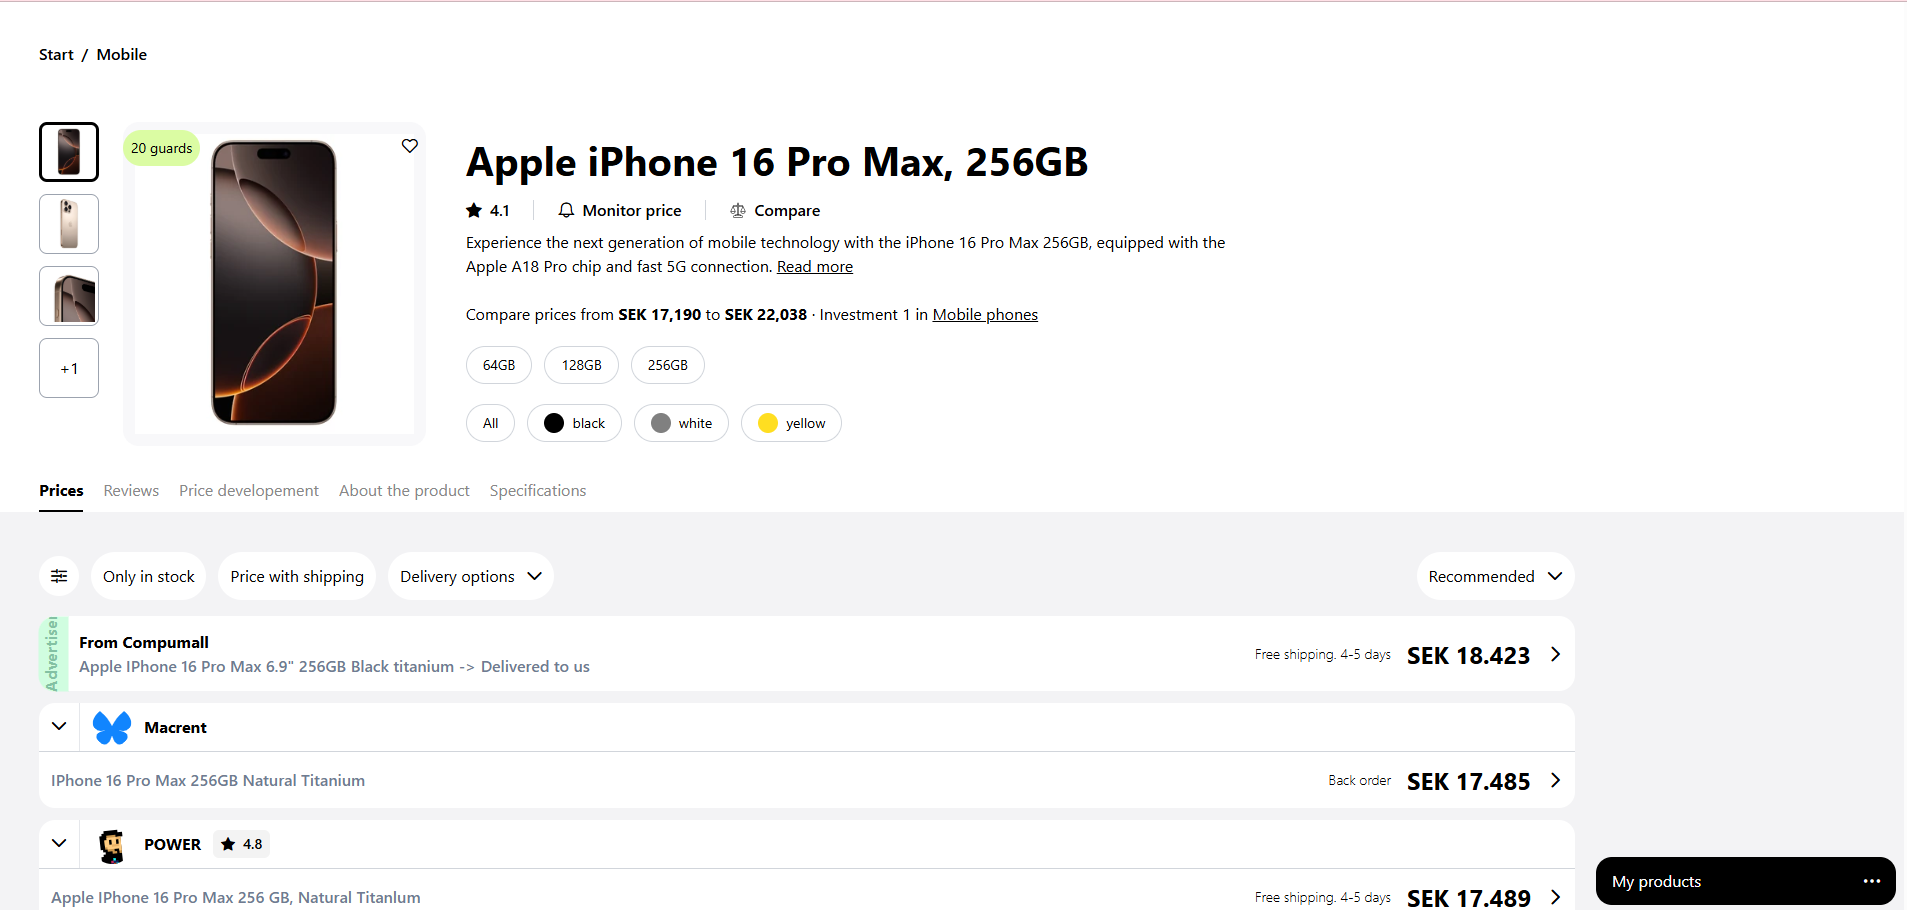 Start / Mobile
20 guards
+1
Apple iPhone 16 Pro Max, 256GB
4.1
Monitor price
Compare
Experience the next generation of mobile technology with the iPhone 16 Pro Max 256GB, equipped with the
Apple A18 Pro chip and fast 5G connection. Read more
Compare prices from SEK 17,190 to SEK 22,038 · Investment 1 in Mobile phones
64GB 128GB 256GB
All black white yellow
Prices Reviews Price developement About the product Specifications
Only in stock Price with shipping Delivery options Recommended
Advertiser
From Compumall
Apple IPhone 16 Pro Max 6.9" 256GB Black titanium -> Delivered to us
Free shipping. 4-5 days SEK 18.423
Macrent
IPhone 16 Pro Max 256GB Natural Titanium
Back order SEK 17.485
POWER 4.8
Apple IPhone 16 Pro Max 256 GB, Natural Titanlum
Free shipping. 4-5 days SEK 17.489
My products